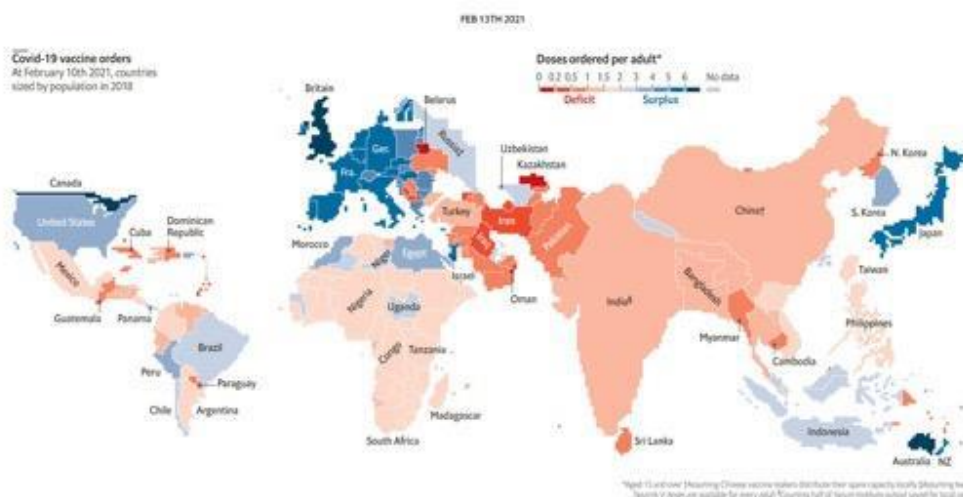 FEB 13TH 2021
Covid-19 vaccine orders
At February 10th 2021, countries
sized by population in 2018
Doses ordered per adult*
0 0.2 0.5 1 1.5 2 3 4 5 6
No data
Deficit
Surplus
Britain
Belarus
Russia†
Ger.
Fra.
Uzbekistan
Kazakhstan
N. Korea
China†
S. Korea
Japan
Canada
United States
Cuba
Dominican
Republic
Mexico
Guatemala
Panama
Brazil
Peru
Paraguay
Chile
Argentina
Turkey
Iran
Iraq
Pakistan
Morocco
Niger
Egypt
Israel
Oman
Nigeria
Uganda
Congo
Tanzania
Madagascar
South Africa
India
Bangladesh
Taiwan
Philippines
Myanmar
Cambodia
Sri Lanka
Indonesia
Australia
NZ